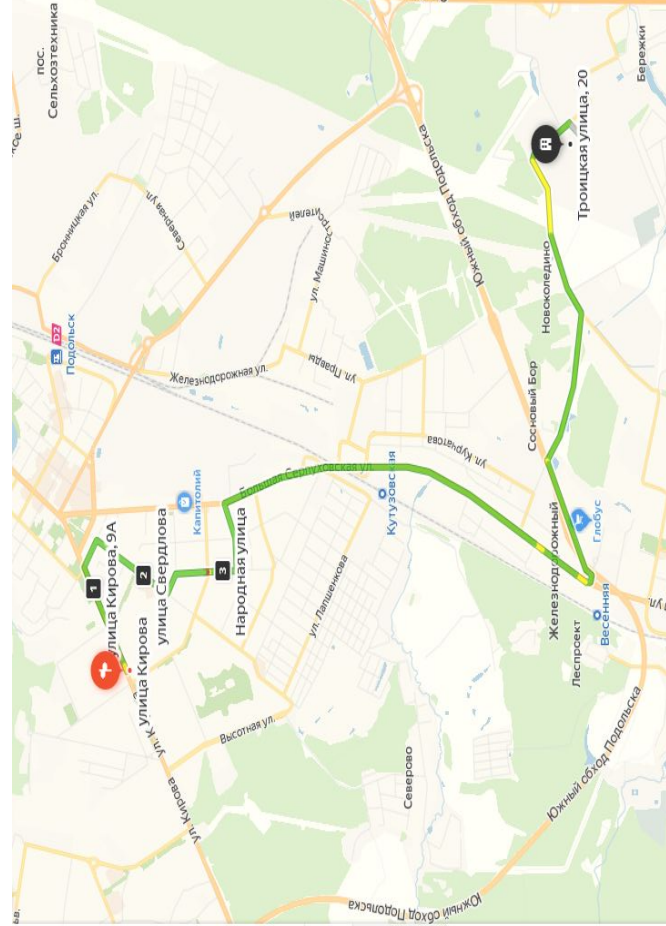 пос.
Сельхозтехника
Бронницкая ул.
Северная ул.
D2
Подольск
Железнодорожная ул.
ул. Правды
ул. Машиностроителей
Южный обход Подольска
Бережки
Троицкая улица, 20
Новоколедино
Сосновый Бор
ул. Курчатова
Большая Серпуховская ул.
Капитолий
Кутузовская
1
улица Кирова, 9А
2
улица Свердлова
3
Народная улица
улица Кирова
ул. К
ул. Кирова
Высотная ул.
ул. Лапшенкова
Железнодорожный
Глобус
Весенняя
Леспроект
Северово
Южный обход Подольска
Южный обход Подольска